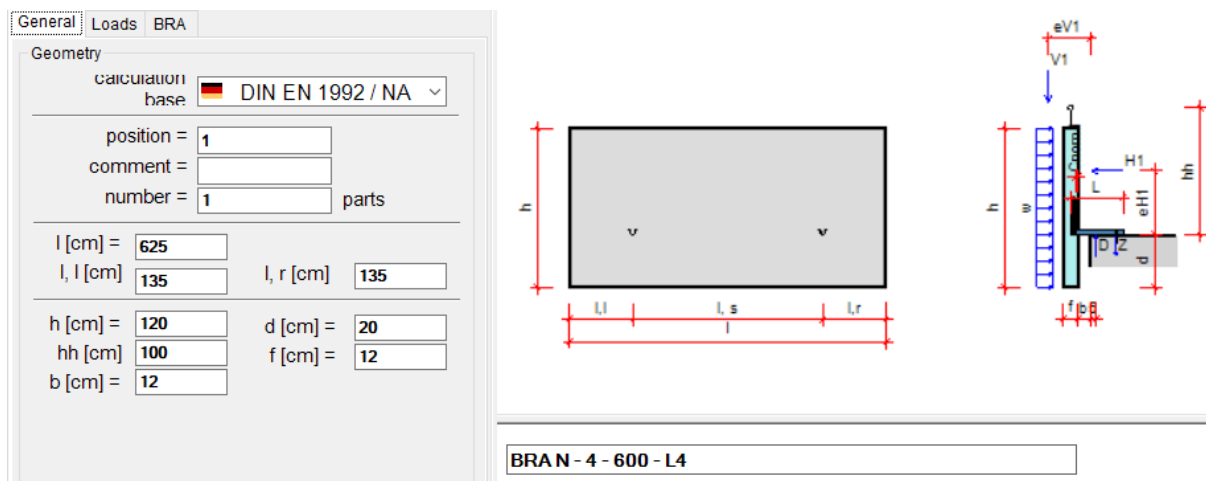 General Loads BRA
Geometry
calculation
base DIN EN 1992 / NA
position = 1
comment =
number = 1 parts
l [cm] = 625
l, l [cm] 135 l, r [cm] 135
h [cm] = 120 d [cm] = 20
hh [cm] 100 f [cm] = 12
b [cm] = 12
eV1
V1
h
l,l l, s l,r
l
h
w
Cnom
H1
L
eH1
hh
D Z
d
f b
BRA N - 4 - 600 - L4